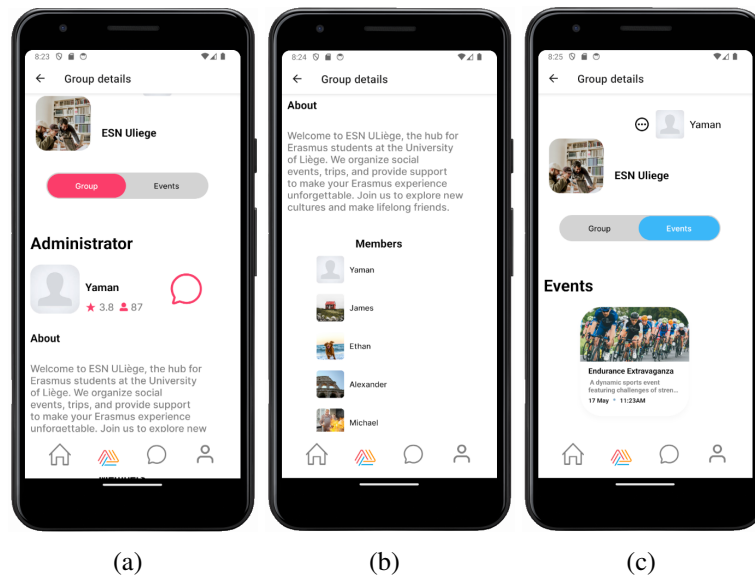 8:23
Group details
ESN Uliege
Group Events
Administrator
Yaman
3.8 87
About
Welcome to ESN ULiège, the hub for
Erasmus students at the University
of Liège. We organize social
events, trips, and provide support
to make your Erasmus experience
unforgettable. Join us to explore new
(a)
8:24
Group details
About
Welcome to ESN ULiège, the hub for
Erasmus students at the University
of Liège. We organize social
events, trips, and provide support
to make your Erasmus experience
unforgettable. Join us to explore new
cultures and make lifelong friends.
Members
Yaman
James
Ethan
Alexander
Michael
(b)
8:25
Group details
Yaman
ESN Uliege
Group Events
Events
Endurance Extravaganza
A dynamic sports event
featuring challenges of stren...
17 May • 11:23AM
(c)